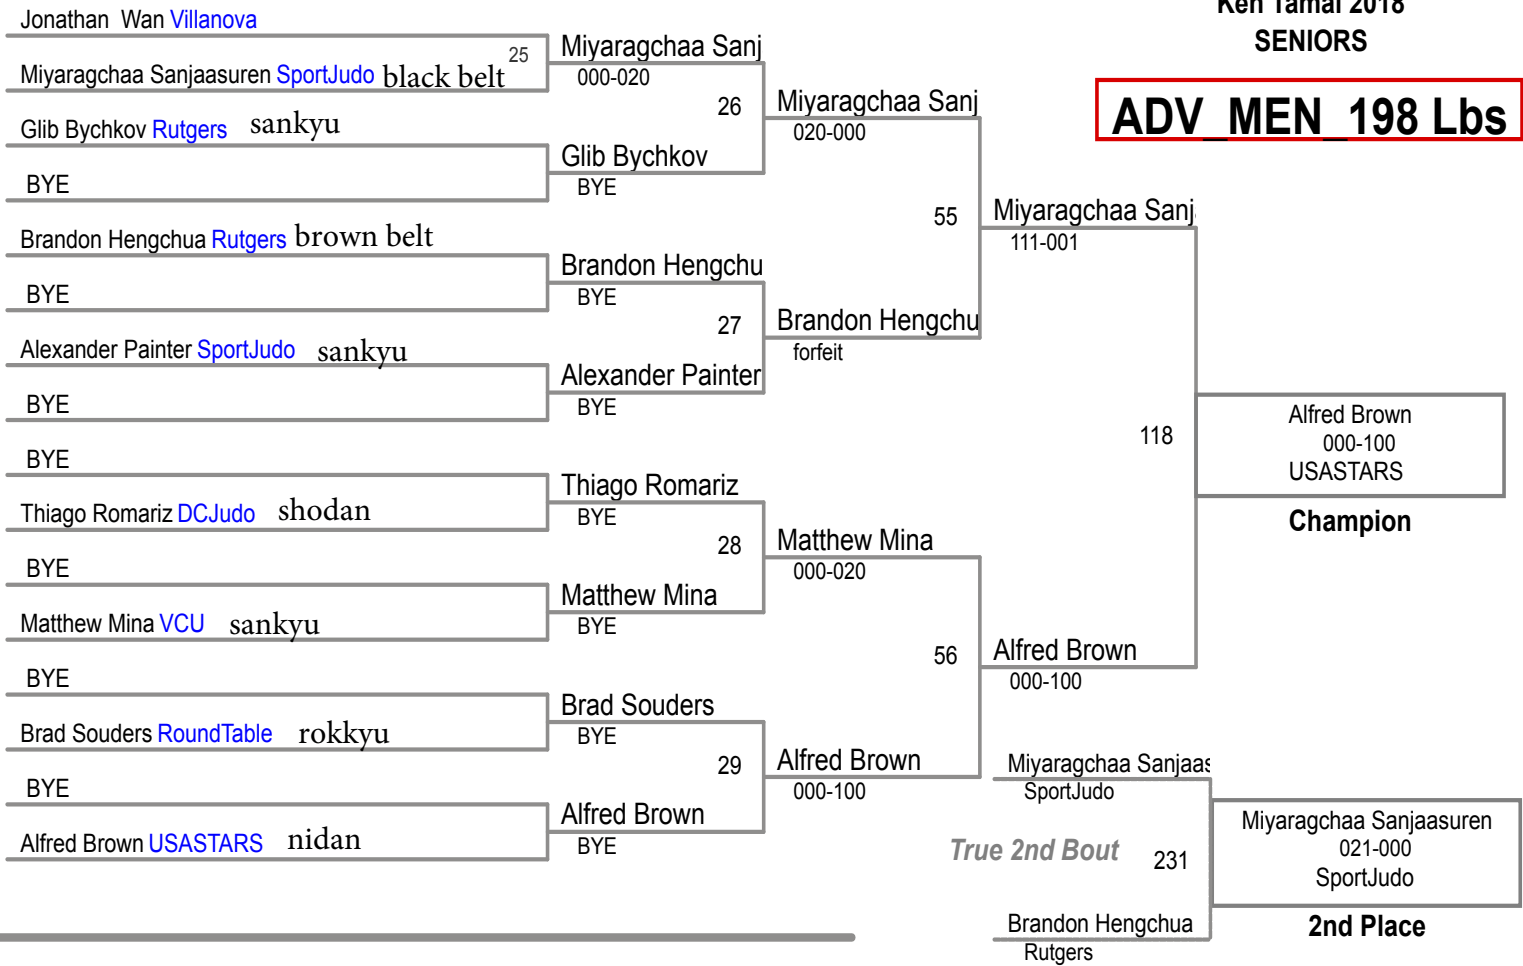 Ken Tamai 2018
SENIORS
ADV_MEN_198 Lbs
Jonathan Wan Villanova
25
Miyaragchaa Sanjaasuren SportJudo black belt
Glib Bychkov Rutgers sankyu
BYE
Brandon Hengchua Rutgers brown belt
BYE
Alexander Painter SportJudo sankyu
BYE
BYE
Thiago Romariz DCJudo shodan
BYE
Matthew Mina VCU sankyu
BYE
Brad Souders RoundTable rokkyu
BYE
Alfred Brown USASTARS nidan
Miyaragchaa Sanj
000-020
26
Glib Bychkov
BYE
Brandon Hengchu
BYE
27
Alexander Painter
BYE
Thiago Romariz
BYE
28
Matthew Mina
BYE
Brad Souders
BYE
29
Alfred Brown
BYE
Miyaragchaa Sanj
020-000
55
Brandon Hengchu
forfeit
Matthew Mina
000-020
56
Alfred Brown
000-100
Miyaragchaa Sanj
111-001
118
Alfred Brown
000-100
Alfred Brown
000-100
USASTARS
Champion
Miyaragchaa Sanjaas
SportJudo
True 2nd Bout
231
Brandon Hengchua
Rutgers
Miyaragchaa Sanjaasuren
021-000
SportJudo
2nd Place